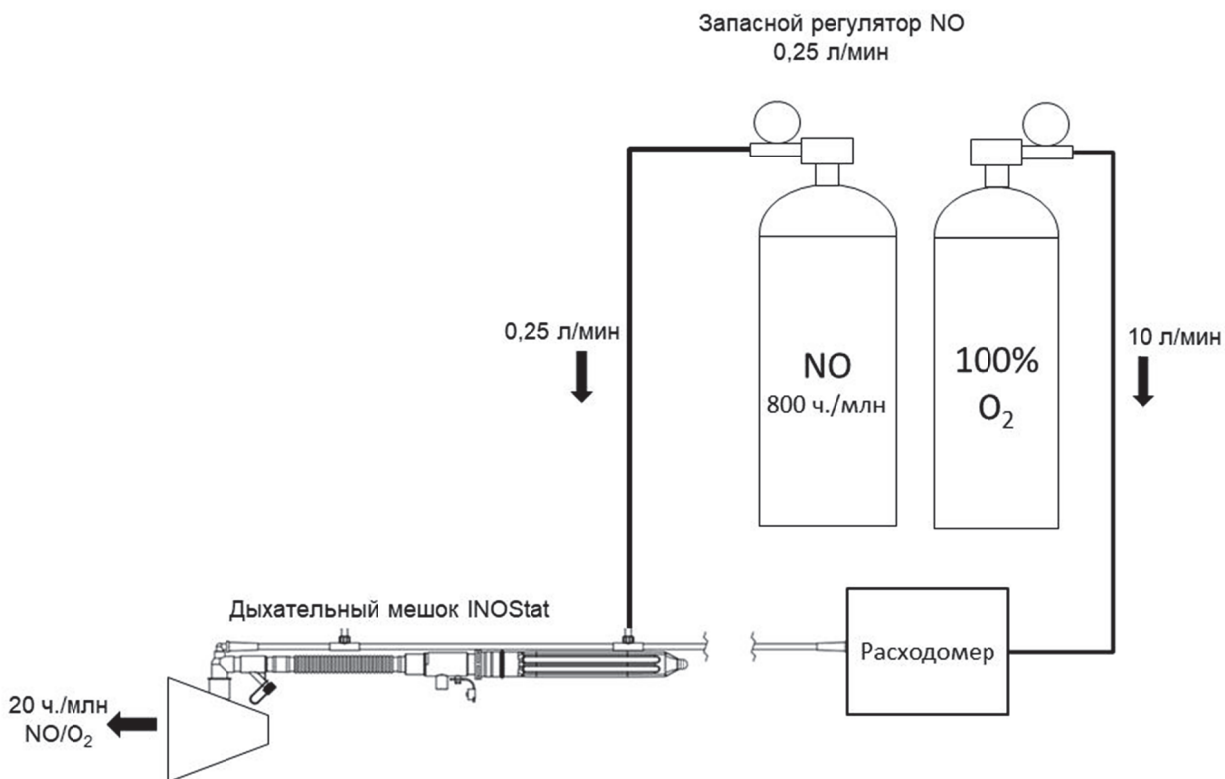 Запасной регулятор NO
0,25 л/мин
0,25 л/мин
NO
800 ч./млн
100%
O₂
10 л/мин
Дыхательный мешок INOStat
Расходомер
20 ч./млн
NO/O₂